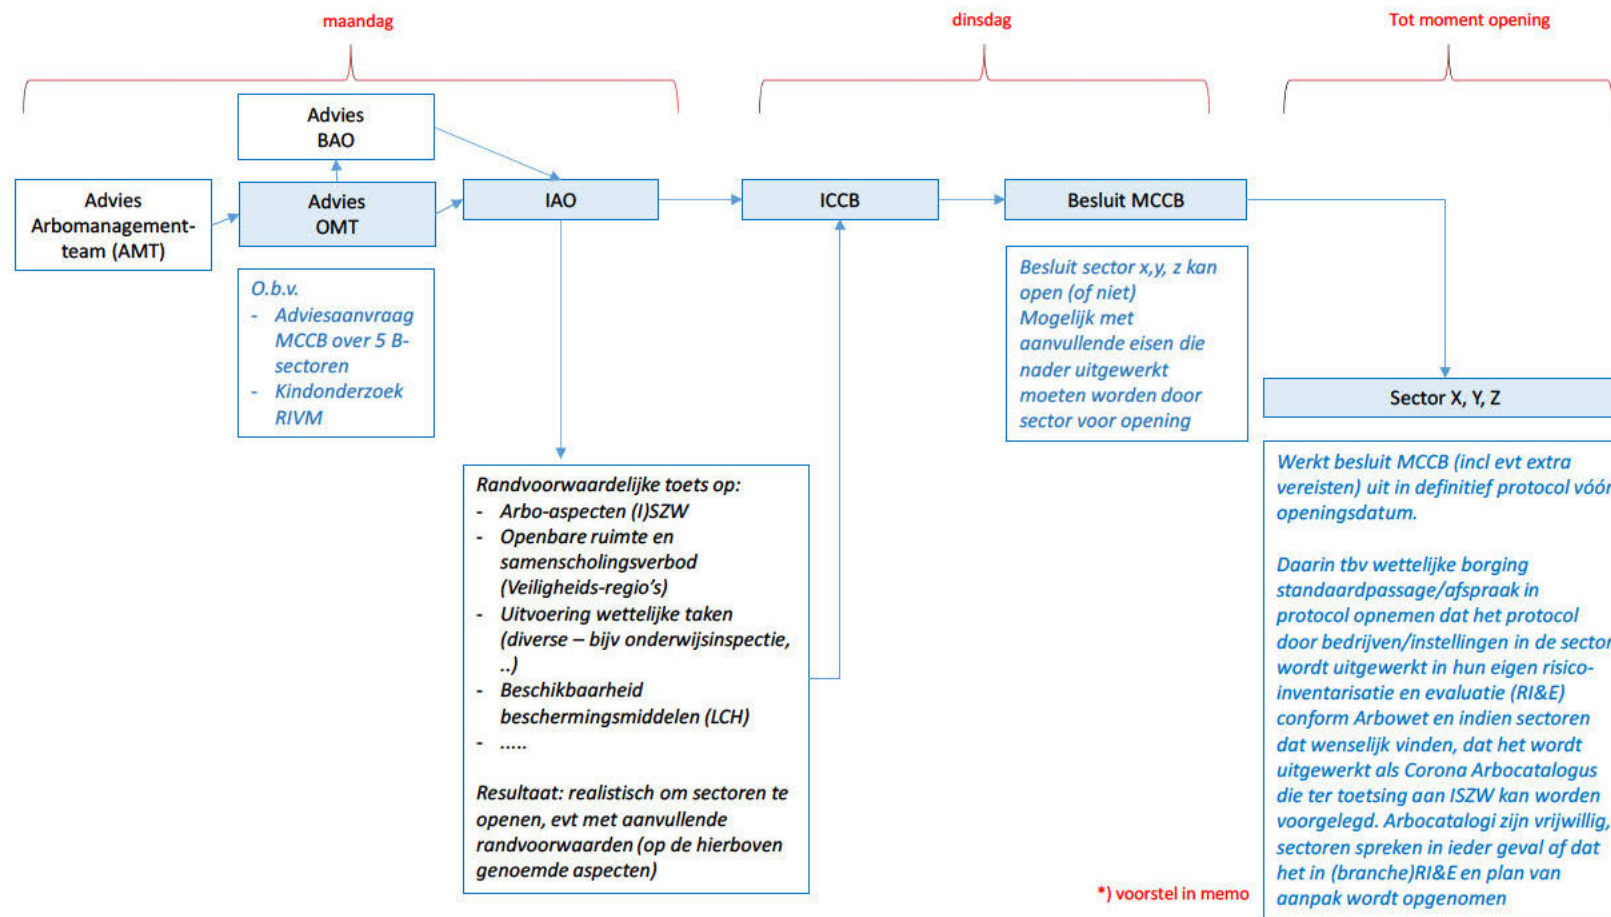 maandag
dinsdag
Tot moment opening
Advies
BAO
Advies
Arbomanagement-
team (AMT)
Advies
OMT
IAO
ICCB
Besluit MCCB
O.b.v.
- Adviesaanvraag
MCCB over 5 B-
sectoren
- Kindonderzoek
RIVM
Besluit sector x,y, z kan
open (of niet)
Mogelijk met
aanvullende eisen die
nader uitgewerkt
moeten worden door
sector voor opening
Sector X, Y, Z
Randvoorwaardelijke toets op:
- Arbo-aspecten (I)SZW
- Openbare ruimte en
samenscholingsverbod
(Veiligheids-regio's)
- Uitvoering wettelijke taken
(diverse – bijv onderwijsinspectie,
..)
- Beschikbaarheid
beschermingsmiddelen (LCH)
- .....
Resultaat: realistisch om sectoren te
openen, evt met aanvullende
randvoorwaarden (op de hierboven
genoemde aspecten)
Werkt besluit MCCB (incl evt extra
vereisten) uit in definitief protocol vóór
openingsdatum.
Daarin tbv wettelijke borging
standaardpassage/afspraak in
protocol opnemen dat het protocol
door bedrijven/instellingen in de sector
wordt uitgewerkt in hun eigen risico-
inventarisatie en evaluatie (RI&E)
conform Arbowet en indien sectoren
dat wenselijk vinden, dat het wordt
uitgewerkt als Corona Arbocatalogus
die ter toetsing aan ISZW kan worden
voorgelegd. Arbocatalogi zijn vrijwillig,
sectoren spreken in ieder geval af dat
het in (branche)RI&E en plan van
aanpak wordt opgenomen
*) voorstel in memo